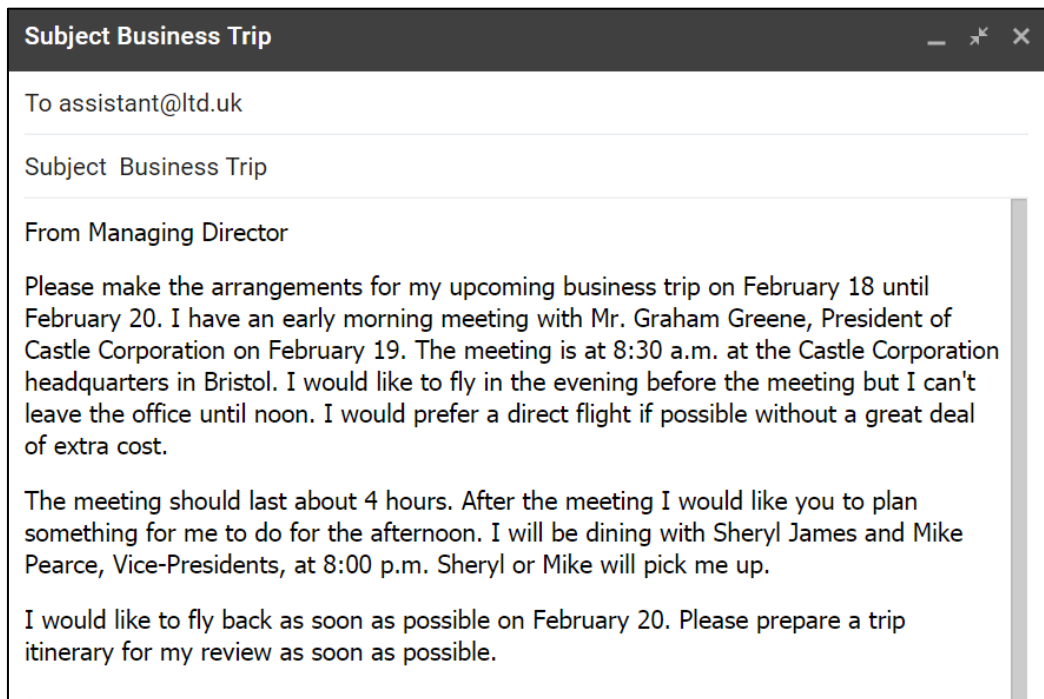 Subject Business Trip
To assistant@ltd.uk
Subject Business Trip
From Managing Director
Please make the arrangements for my upcoming business trip on February 18 until
February 20. I have an early morning meeting with Mr. Graham Greene, President of
Castle Corporation on February 19. The meeting is at 8:30 a.m. at the Castle Corporation
headquarters in Bristol. I would like to fly in the evening before the meeting but I can't
leave the office until noon. I would prefer a direct flight if possible without a great deal
of extra cost.
The meeting should last about 4 hours. After the meeting I would like you to plan
something for me to do for the afternoon. I will be dining with Sheryl James and Mike
Pearce, Vice-Presidents, at 8:00 p.m. Sheryl or Mike will pick me up.
I would like to fly back as soon as possible on February 20. Please prepare a trip
itinerary for my review as soon as possible.